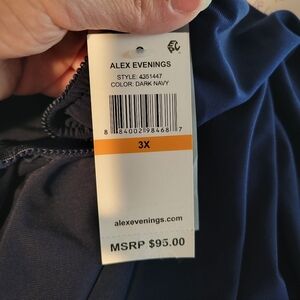 ALEX EVENINGS
STYLE: 4351447
COLOR: DARK NAVY
8 84002 98468 7
3X
alexevenings.com
MSRP $95.00